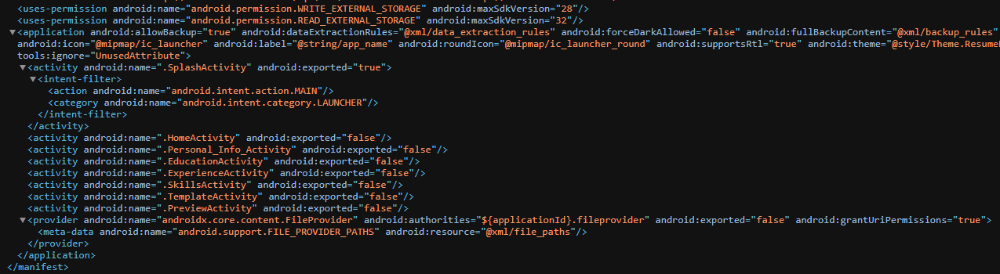 <uses-permission android:name="android.permission.WRITE_EXTERNAL_STORAGE" android:maxSdkVersion="28"/>
<uses-permission android:name="android.permission.READ_EXTERNAL_STORAGE" android:maxSdkVersion="32"/>
<application android:allowBackup="true" android:dataExtractionRules="@xml/data_extraction_rules" android:forceDarkAllowed="false" android:fullBackupContent="@xml/backup_rules"
android:icon="@mipmap/ic_launcher" android:label="@string/app_name" android:roundIcon="@mipmap/ic_launcher_round" android:supportsRtl="true" android:theme="@style/Theme.Resume
tools:ignore="UnusedAttribute">
<activity android:name=".SplashActivity" android:exported="true">
<intent-filter>
<action android:name="android.intent.action.MAIN"/>
<category android:name="android.intent.category.LAUNCHER"/>
</intent-filter>
</activity>
<activity android:name=".HomeActivity" android:exported="false"/>
<activity android:name=".Personal_Info_Activity" android:exported="false"/>
<activity android:name=".EducationActivity" android:exported="false"/>
<activity android:name=".ExperienceActivity" android:exported="false"/>
<activity android:name=".SkillsActivity" android:exported="false"/>
<activity android:name=".TemplateActivity" android:exported="false"/>
<activity android:name=".PreviewActivity" android:exported="false"/>
<provider android:name="androidx.core.content.FileProvider" android:authorities="${applicationId}.fileprovider" android:exported="false" android:grantUriPermissions="true">
<meta-data android:name="android.support.FILE_PROVIDER_PATHS" android:resource="@xml/file_paths"/>
</provider>
</application>
</manifest>